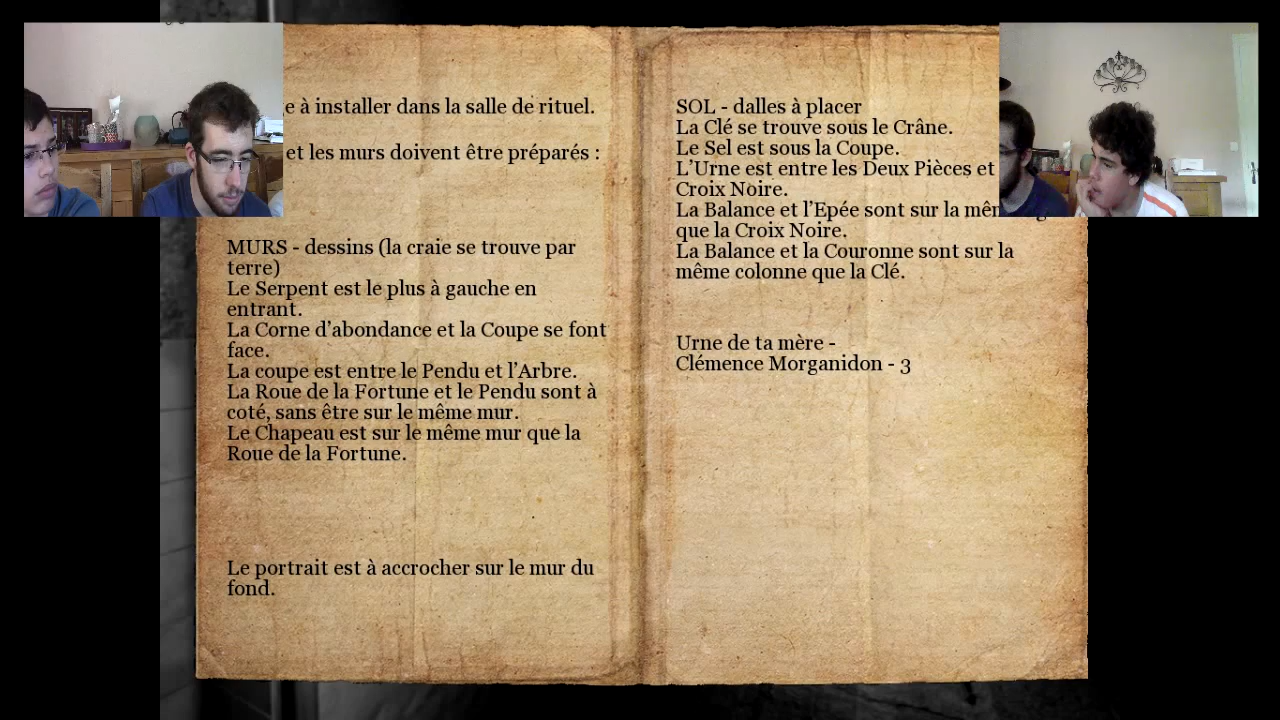 à installer dans la salle de rituel.
et les murs doivent être préparés :
MURS - dessins (la craie se trouve par
terre)
Le Serpent est le plus à gauche en
entrant.
La Corne d’abondance et la Coupe se font
face.
La coupe est entre le Pendu et l’Arbre.
La Roue de la Fortune et le Pendu sont à
coté, sans être sur le même mur.
Le Chapeau est sur le même mur que la
Roue de la Fortune.
Le portrait est à accrocher sur le mur du
fond.
SOL - dalles à placer
La Clé se trouve sous le Crâne.
Le Sel est sous la Coupe.
L’Urne est entre les Deux Pièces et
Croix Noire.
La Balance et l’Epée sont sur la
que la Croix Noire.
La Balance et la Couronne sont sur la
même colonne que la Clé.
Urne de ta mère -
Clémence Morganidon - 3